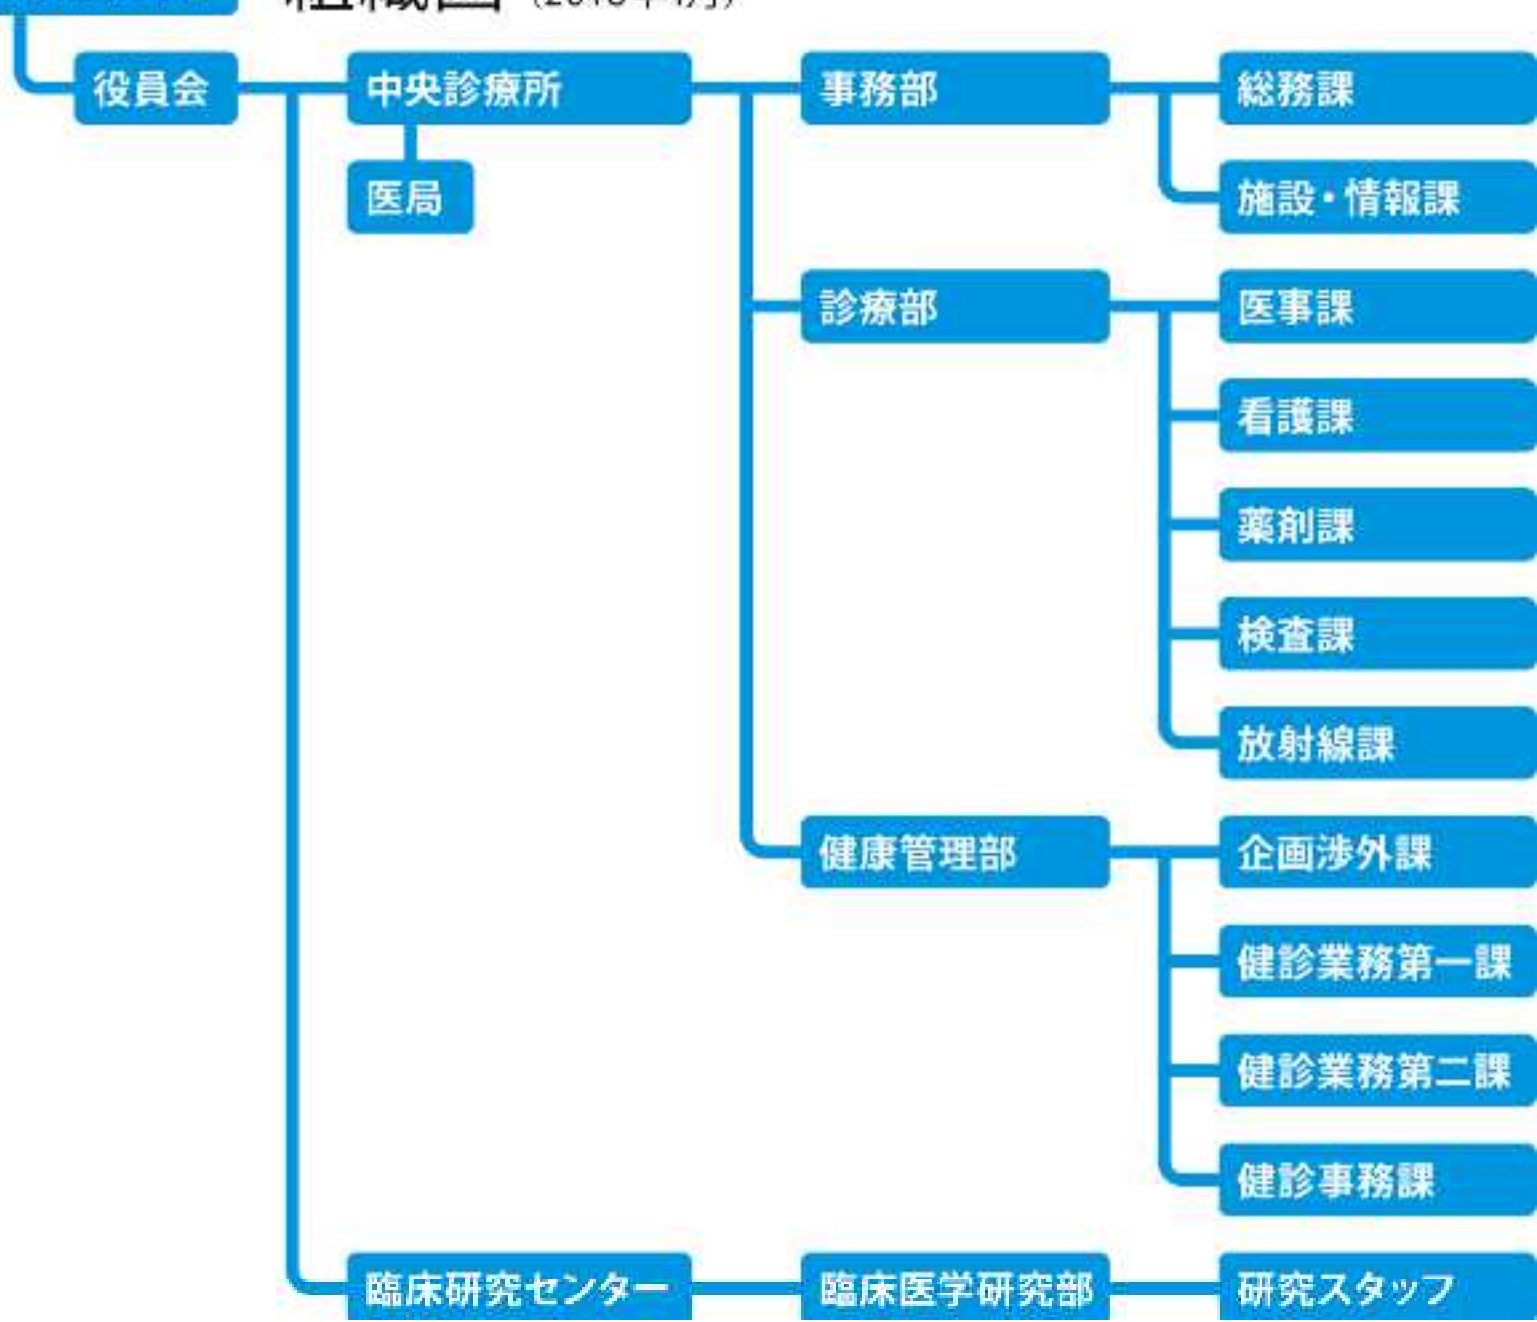 組織図
役員会
中央診療所
事務部
総務課
医局
施設・情報課
診療部
医事課
看護課
薬剤課
検査課
放射線課
健康管理部
企画渉外課
健診業務第一課
健診業務第二課
健診事務課
臨床研究センター
臨床医学研究部
研究スタッフ